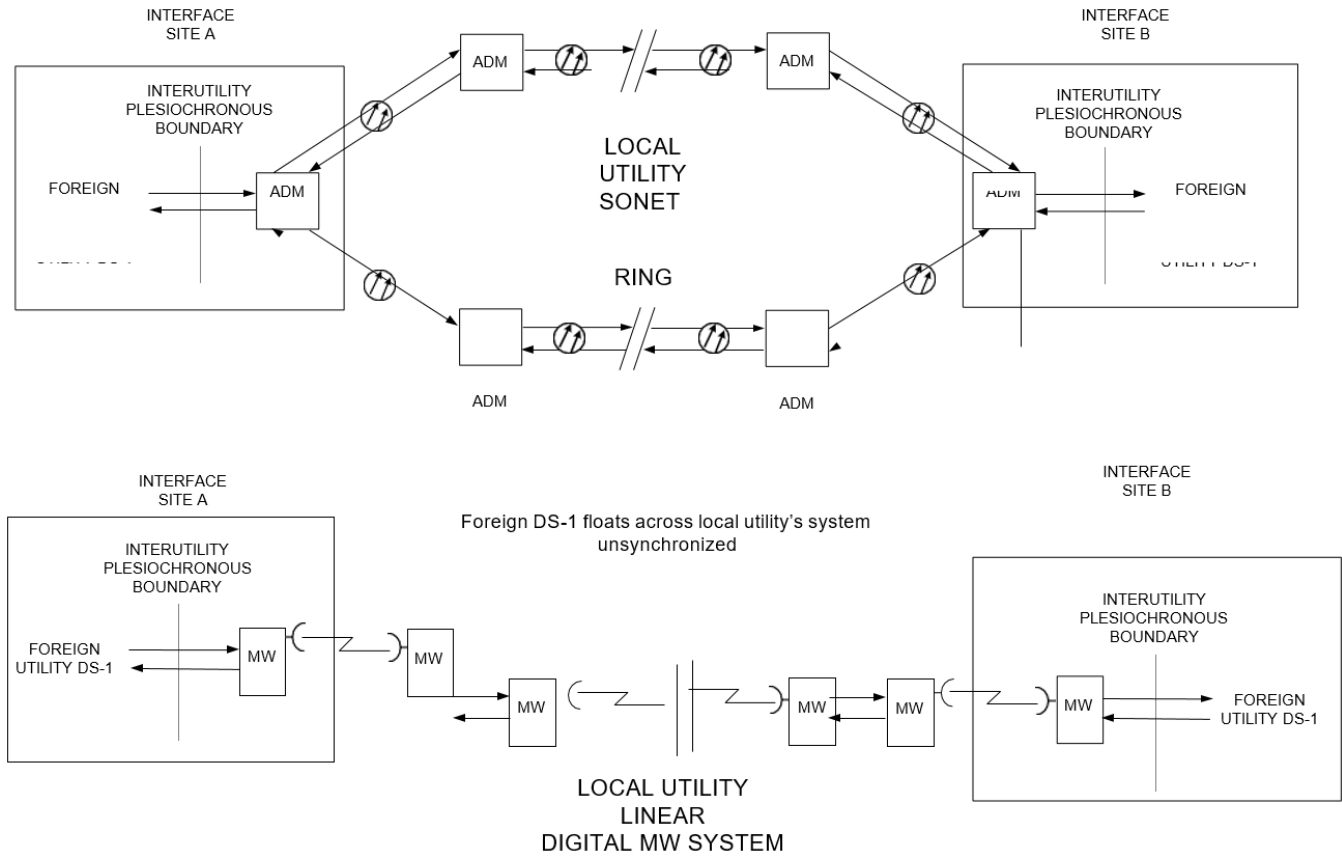 INTERFACE
SITE A
INTERFACE
SITE B
ADM
ADM
INTERUTILITY
PLESIOCHRONOUS
BOUNDARY
INTERUTILITY
PLESIOCHRONOUS
BOUNDARY
LOCAL
UTILITY
SONET
FOREIGN
ADM
ADM
FOREIGN
UTILITY DS-1
RING
ADM
ADM
INTERFACE
SITE A
INTERFACE
SITE B
Foreign DS-1 floats across local utility's system
unsynchronized
INTERUTILITY
PLESIOCHRONOUS
BOUNDARY
INTERUTILITY
PLESIOCHRONOUS
BOUNDARY
FOREIGN
UTILITY DS-1
MW
MW
MW
MW
MW
MW
FOREIGN
UTILITY DS-1
LOCAL UTILITY
LINEAR
DIGITAL MW SYSTEM